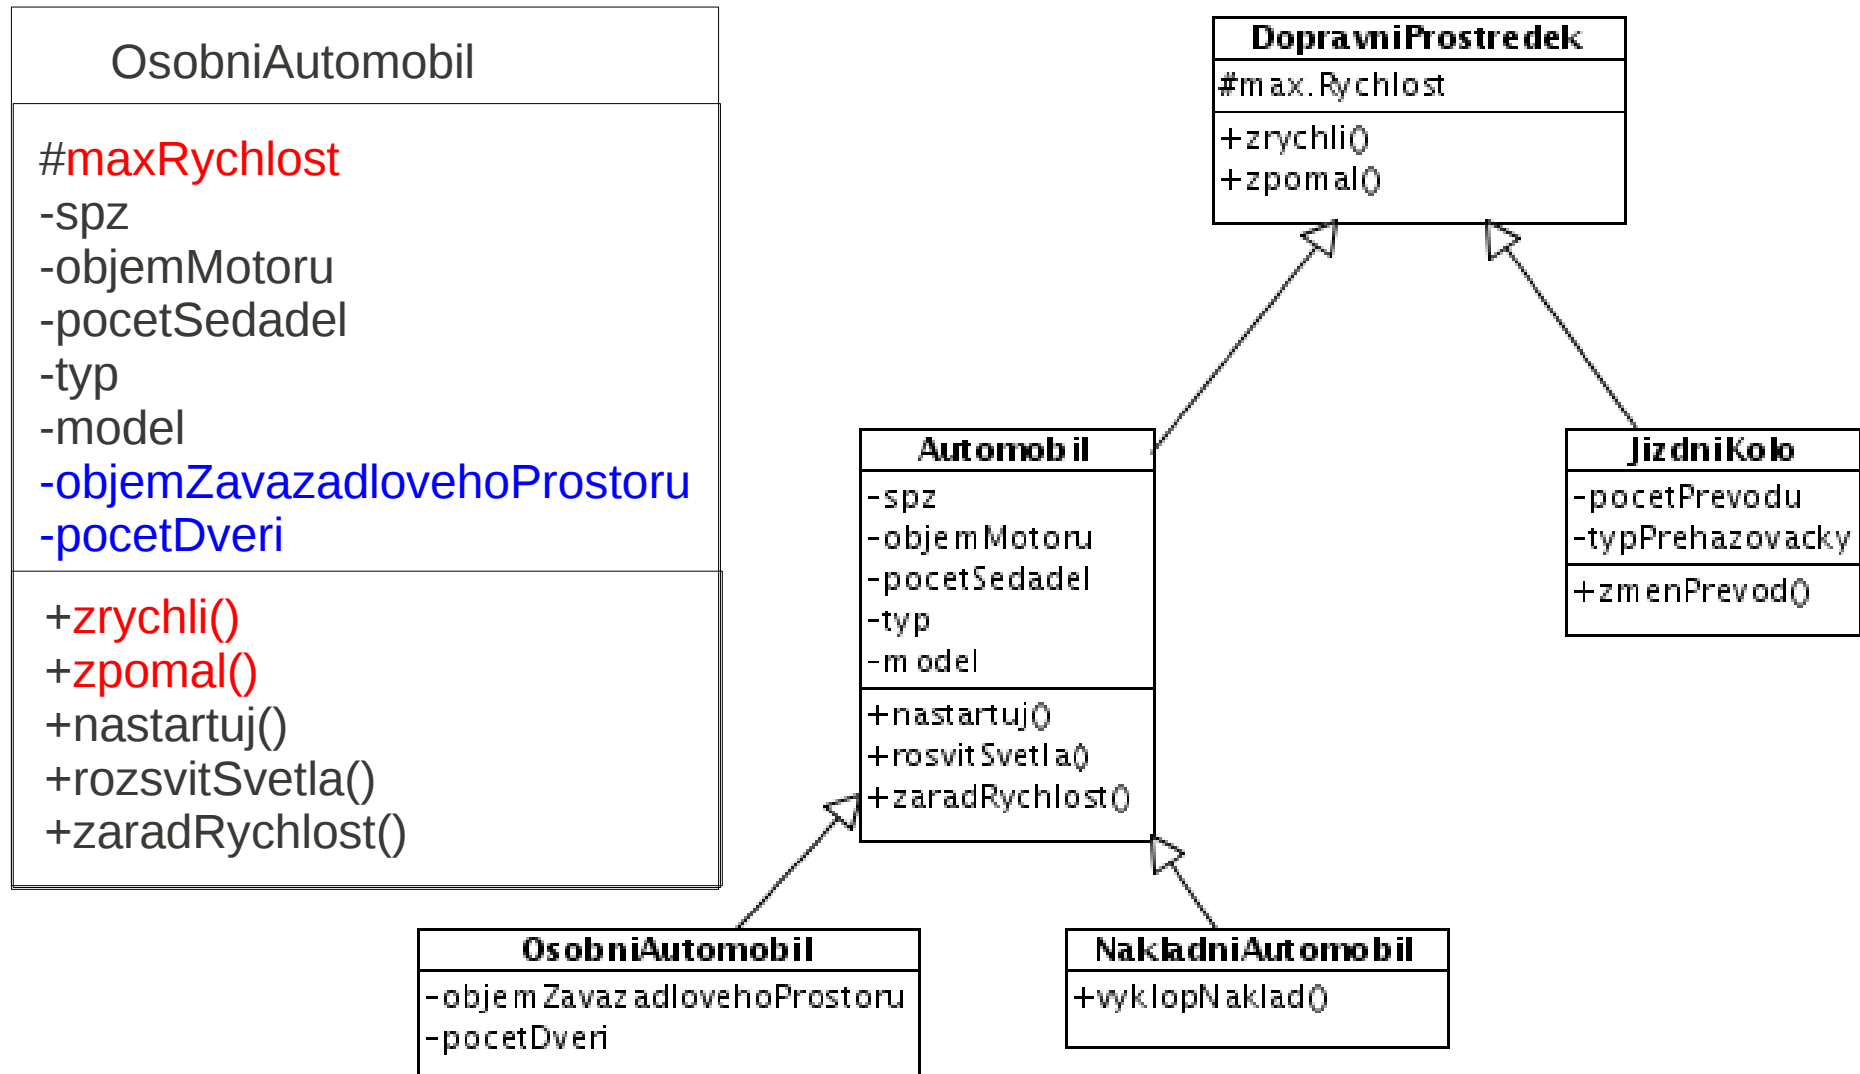 OsobniAutomobil
#maxRychlost
-spz
-objemMotoru
-pocetSedadel
-typ
-model
-objemZavazadlovehoProstoru
-pocetDveri
+zrychli()
+zpomal()
+nastartuj()
+rozsvitSvetla()
+zaradRychlost()
DopravniProstredek
#max.Rychlost
+zrychli()
+zpomal()
Automobil
-spz
-objemMotoru
-pocetSedadel
-typ
-model
+nastartuj()
+rosvitSvetla()
+zaradRychlost()
JizdniKolo
-pocetPrevodu
-typPrehazovacky
+zmenPrevod()
OsobniAutomobil
-objemZavazadlovehoProstoru
-pocetDveri
NakladniAutomobil
+vyklopNaklad()